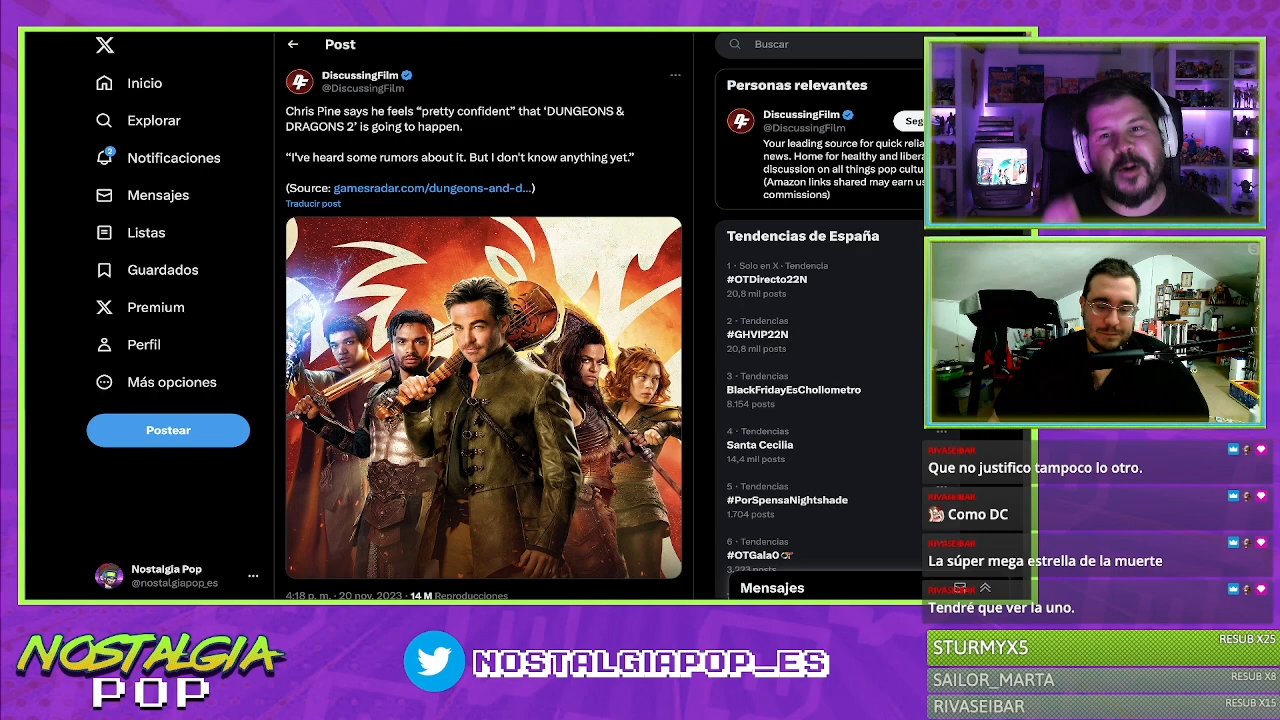 Inicio
Explorar
2
Notificaciones
Mensajes
Listas
Guardados
Premium
Perfil
Más opciones
Postear
Nostalgia Pop
@nostalgiapop_es
Post
DiscussingFilm
@DiscussingFilm
Chris Pine says he feels “pretty confident” that ‘DUNGEONS &
DRAGONS 2’ is going to happen.
“I've heard some rumors about it. But I don't know anything yet.”
(Source: gamesradar.com/dungeons-and-d…)
Traducir post
4:18 p. m. · 20 nov. 2023 · 14 M Reproducciones
Buscar
Personas relevantes
DiscussingFilm
@DiscussingFilm
Seg
Your leading source for quick relia
news. Home for healthy and libera
discussion on all things pop cultu
(Amazon links shared may earn us
commissions)
Tendencias de España
1 · Solo en X · Tendencia
#OTDirecto22N
20,8 mil posts
2 · Tendencias
#GHVIP22N
20,8 mil posts
3 · Tendencias
BlackFridayEsChollometro
8.154 posts
4 · Tendencias
Santa Cecilia
14,4 mil posts
5 · Tendencias
#PorSpensaNightshade
1.704 posts
6 · Tendencias
#OTGala0
3.223 posts
Mensajes
RIVASEIBAR
Que no justifico tampoco lo otro.
RIVASEIBAR
Como DC
RIVASEIBAR
La súper mega estrella de la muerte
RIVASEIBAR
Tendré que ver la uno.
STURMYX5 RESUB X25
SAILOR_MARTA RESUB X8
RIVASEIBAR RESUB X15
NOSTALGIA
POP
NOSTALGIAPOP_ES